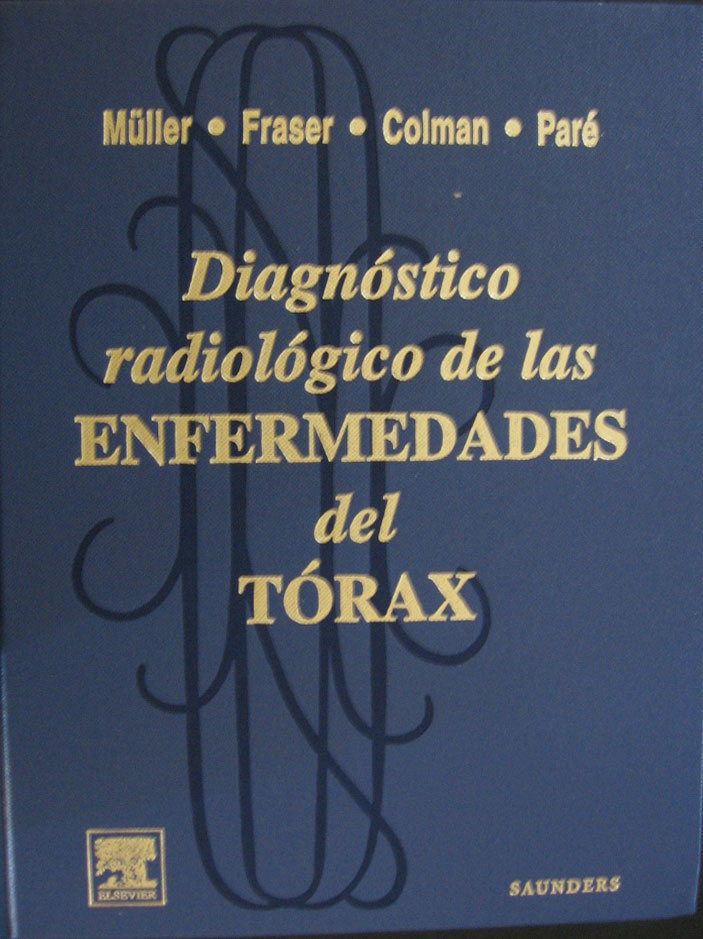 Müller • Fraser • Colman • Paré
Diagnóstico
radiológico de las
ENFERMEDADES
del
TÓRAX
ELSEVIER
SAUNDERS